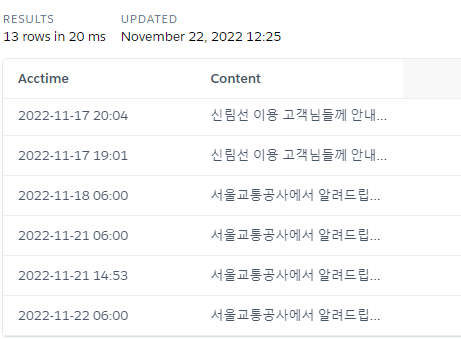 RESULTS UPDATED
13 rows in 20 ms November 22, 2022 12:25
Acctime Content
2022-11-17 20:04 신림선 이용 고객님들께 안내...
2022-11-17 19:01 신림선 이용 고객님들께 안내...
2022-11-18 06:00 서울교통공사에서 알려드립...
2022-11-21 06:00 서울교통공사에서 알려드립...
2022-11-21 14:53 서울교통공사에서 알려드립...
2022-11-22 06:00 서울교통공사에서 알려드립...